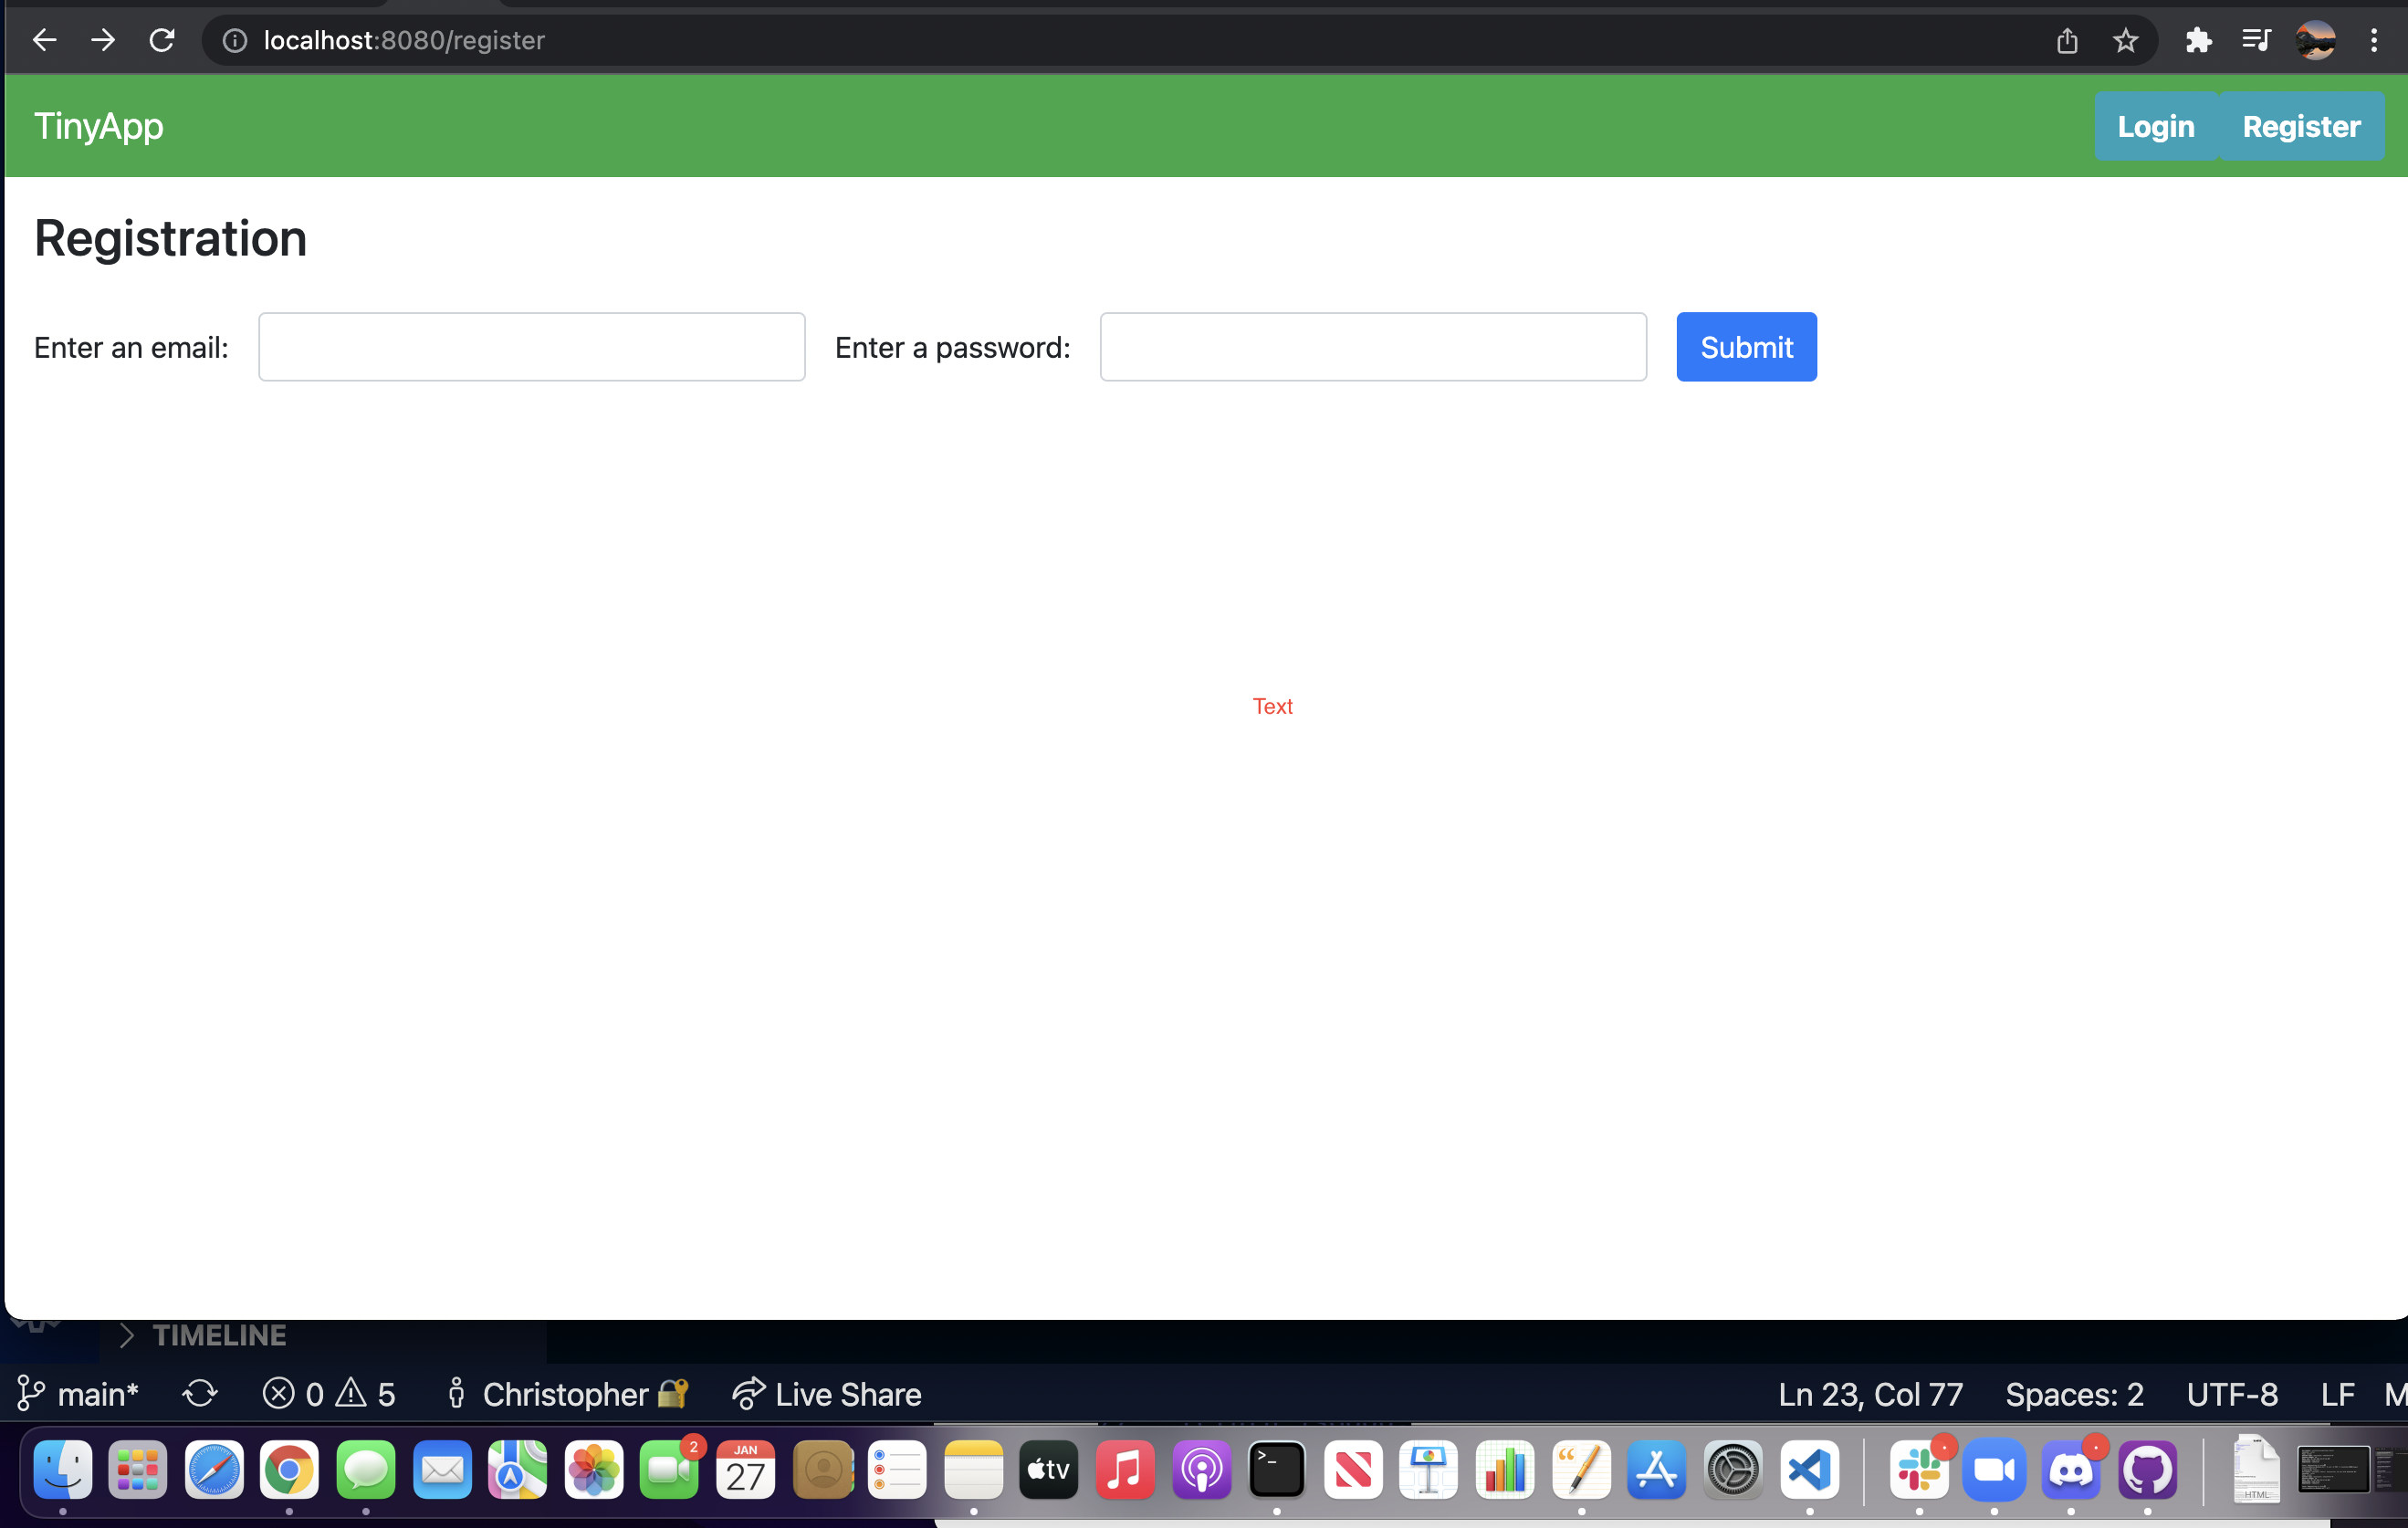 localhost:8080/register
TinyApp
Login
Register
Registration
Enter an email:
Enter a password:
Submit
Text
TIMELINE
main*
0
5
Christopher
Live Share
Ln 23, Col 77
Spaces: 2
UTF-8
LF
M
2
JAN
27
tv
>_
HTML